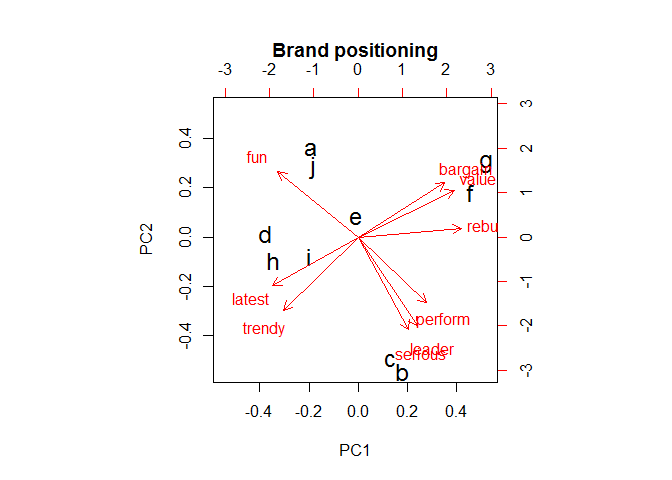 Brand positioning
-3 -2 -1 0 1 2 3
a
j
fun
g
bargain
value
f
e
rebu
d
i
h
latest
trendy
perform
leader
serious
c
b
0.4
0.2
0.0
-0.2
-0.4
PC2
3
2
1
0
-1
-2
-3
-0.4 -0.2 0.0 0.2 0.4
PC1